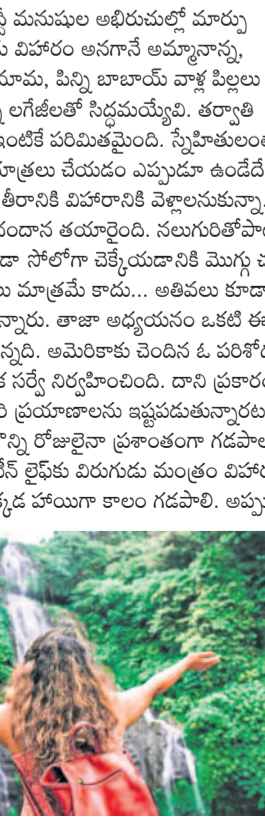 మనుషుల అభిరుచుల్లో మార్పు
విహారం అనగానే అమ్మానాన్న,
పిన్ని బాబాయ్ వాళ్ల పిల్లలు
లగేజీలతో సిద్ధమయ్యేవి. తర్వాతి
ఇంటికే పరిమితమైంది. స్నేహితులంత
యాత్రలు చేయడం ఎప్పుడూ ఉండేదే
తీరానికి విహారానికి వెళ్లాలనుకున్నా
తయారైంది. నలుగురితోపా
డా సోలోగా చెక్కేయడానికి మొగ్గు చ
లు మాత్రమే కాదు... అతివలు కూడా
న్నారు. తాజా అధ్యయనం ఒకటి ఈ
న్నది. అమెరికాకు చెందిన ఓ పరిశో
క సర్వే నిర్వహించింది. దాని ప్రకారం
రి ప్రయాణాలను ఇష్టపడుతున్నారట
కొన్ని రోజులైనా ప్రశాంతంగా గడపాల
టీన్ లైఫ్‌కు విరుగుడు మంత్రం విహార
క్కడ హాయిగా కాలం గడపాలి. అప్పు